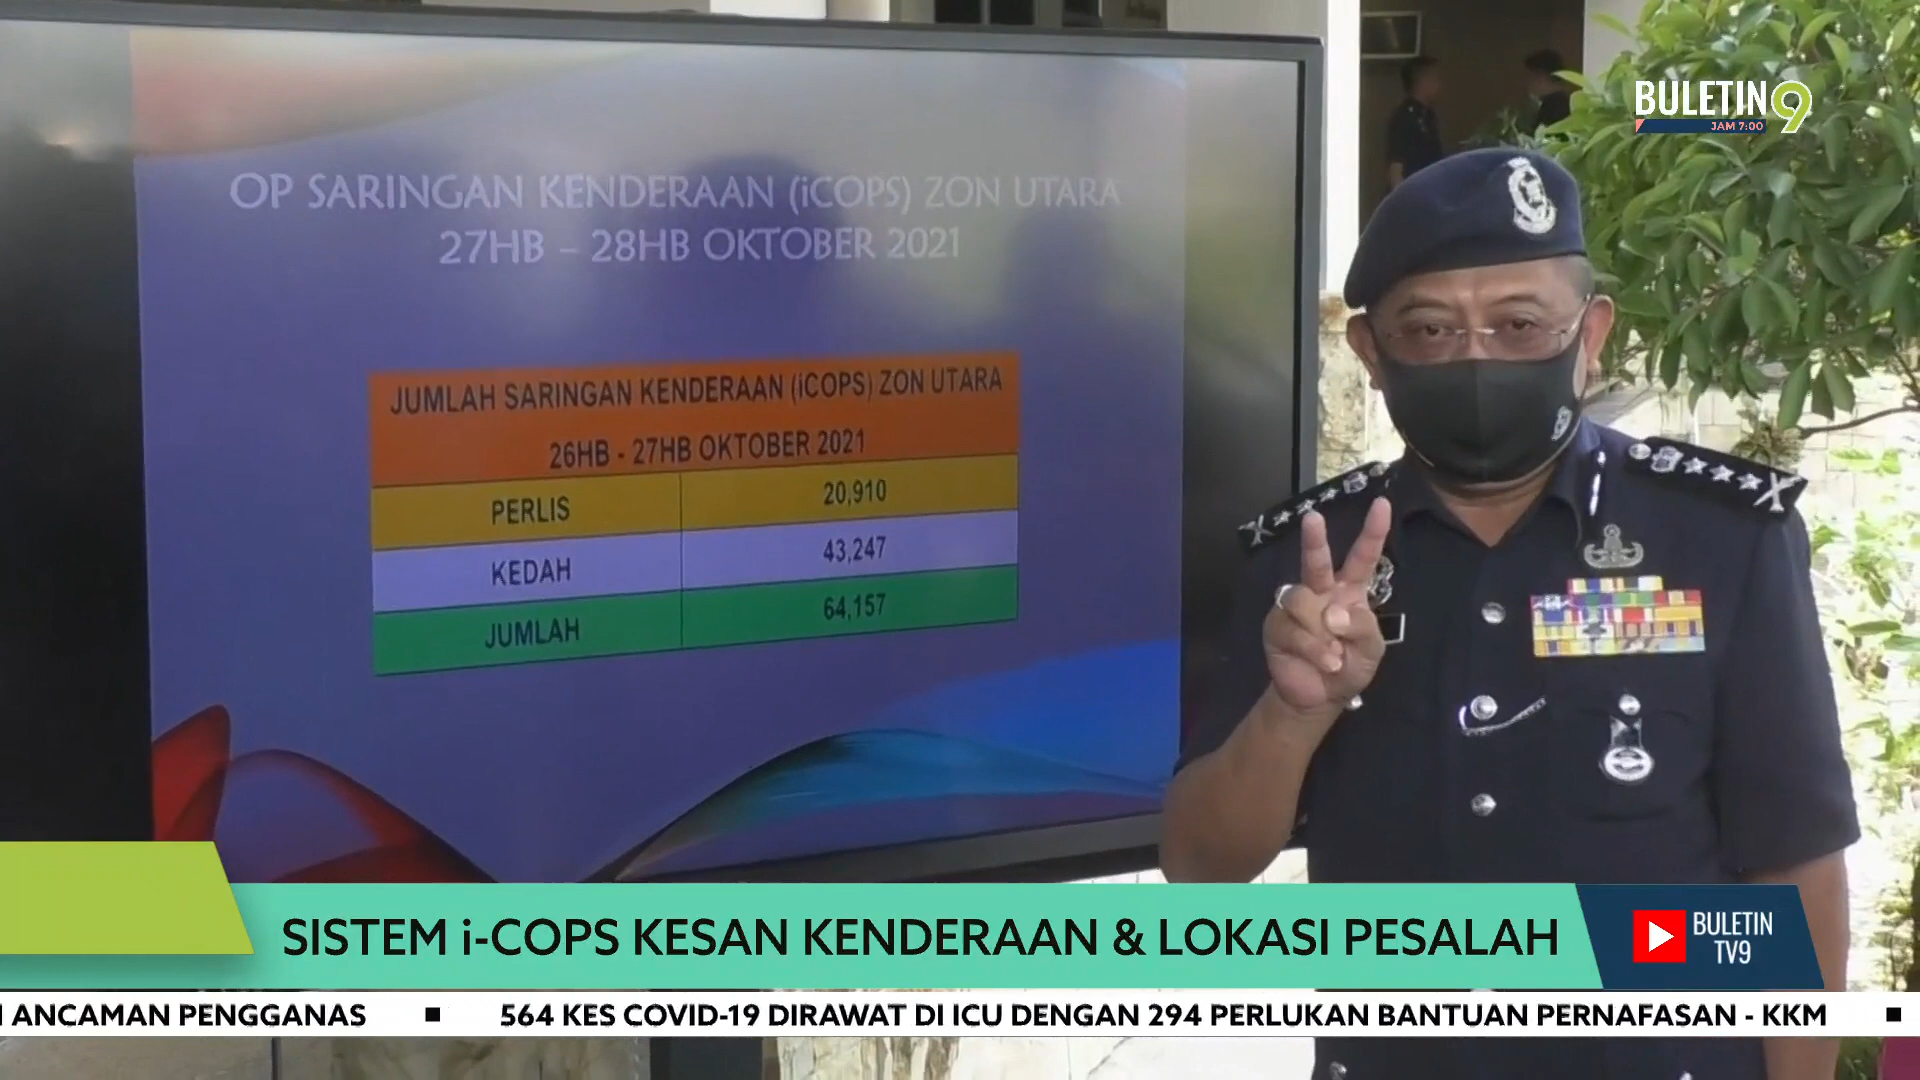 BULETIN 9
JAM 7:00
OP SARINGAN KENDERAAN (iCOPS) ZON UTARA
27HB – 28HB OKTOBER 2021
JUMLAH SARINGAN KENDERAAN (iCOPS) ZON UTARA
26HB - 27HB OKTOBER 2021
PERLIS 20,910
KEDAH 43,247
JUMLAH 64,157
SISTEM i-COPS KESAN KENDERAAN & LOKASI PESALAH
BULETIN
TV9
ANCAMAN PENGGANAS ■ 564 KES COVID-19 DIRAWAT DI ICU DENGAN 294 PERLUKAN BANTUAN PERNAFASAN - KKM ■